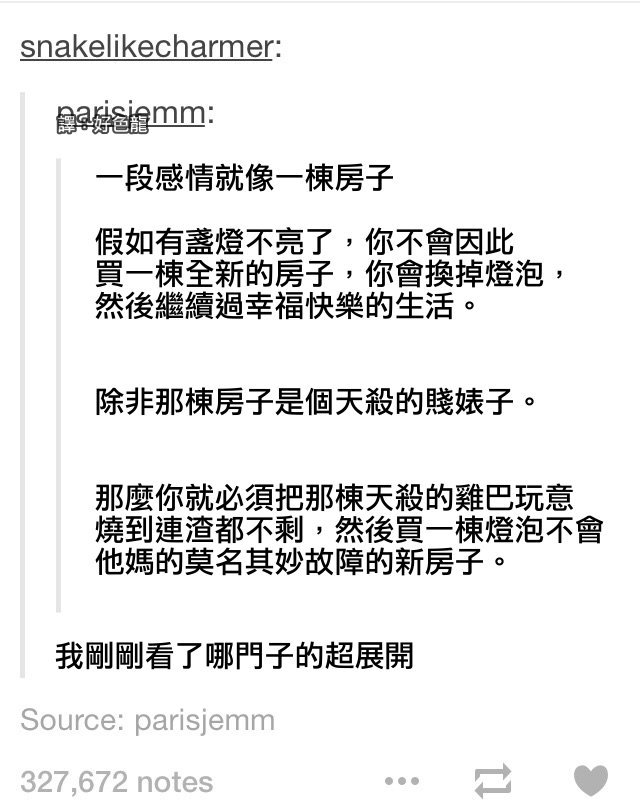 snakelikecharmer:
parisjemm:
譯：好色龍
一段感情就像一棟房子
假如有盞燈不亮了，你不會因此
買一棟全新的房子，你會換掉燈泡，
然後繼續過幸福快樂的生活。
除非那棟房子是個天殺的賤婊子。
那麼你就必須把那棟天殺的雞巴玩意
燒到連渣都不剩，然後買一棟燈泡不會
他媽的莫名其妙故障的新房子。
我剛剛看了哪門子的超展開
Source: parisjemm
327,672 notes